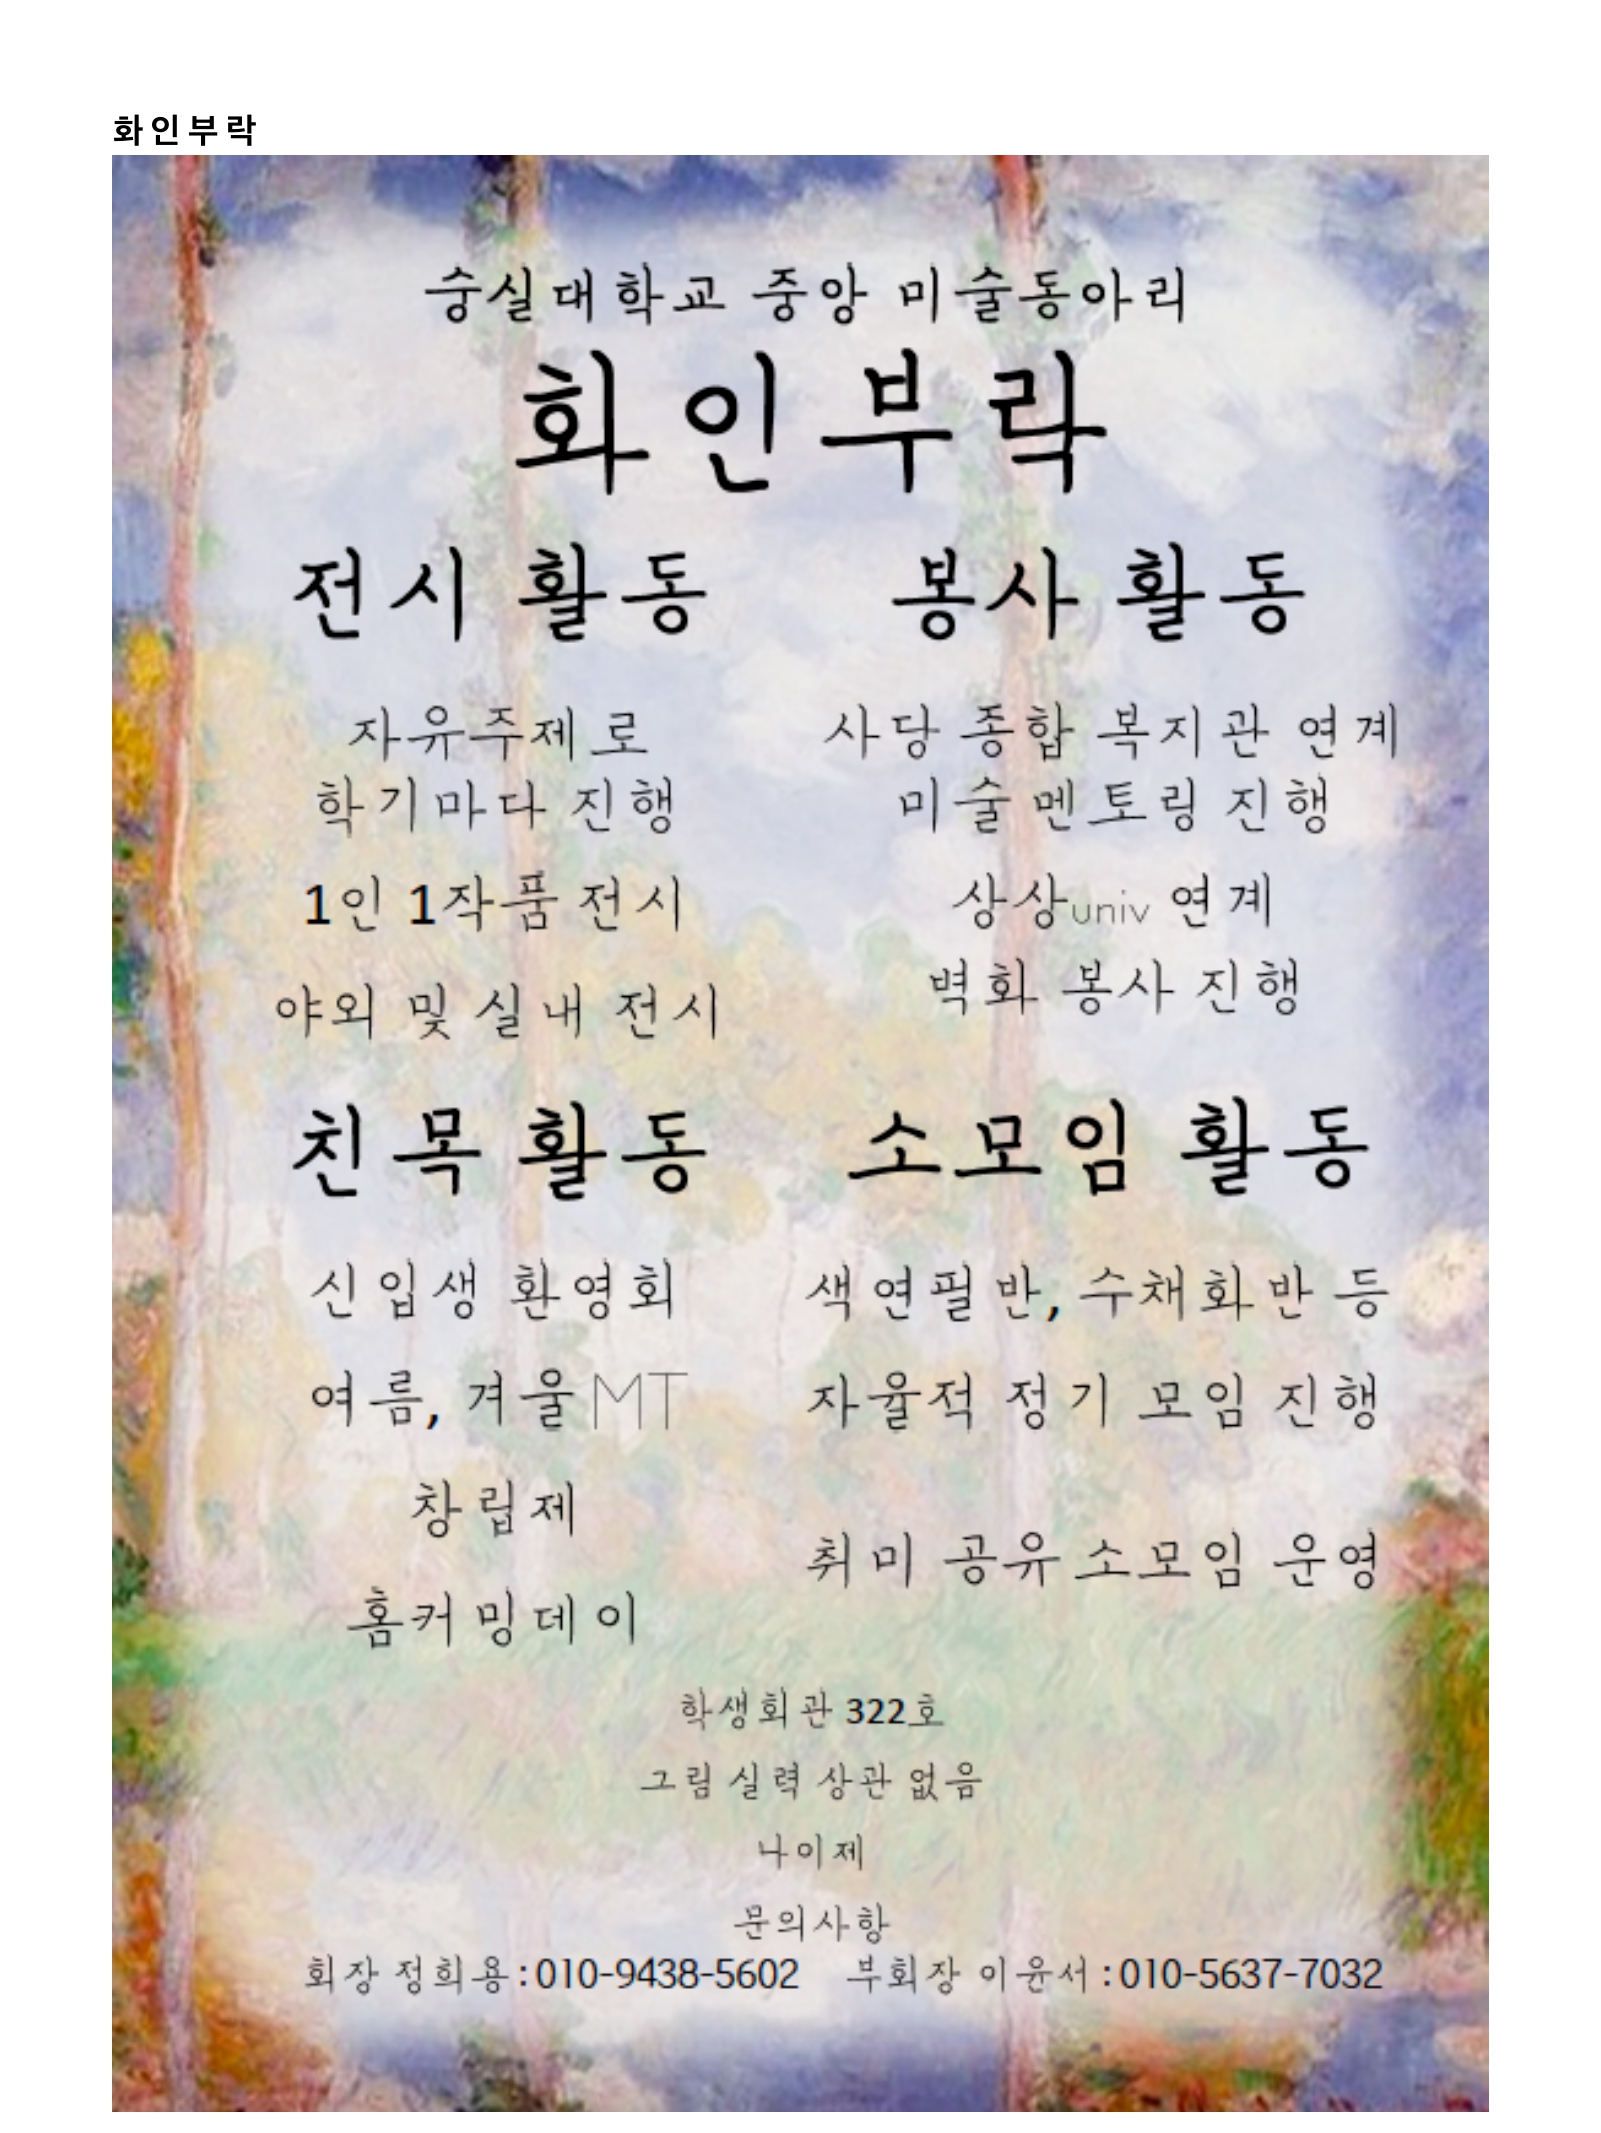 화인부락
숭실대학교 중앙 미술동아리
화인부락
전시 활동
자유주제로
학기마다 진행
1인 1작품 전시
야외 및 실내 전시
봉사 활동
사당 종합 복지관 연계
미술 멘토링 진행
상상univ 연계
벽화 봉사 진행
친목 활동
신입생 환영회
여름, 겨울MT
창립제
홈커밍데이
소모임 활동
색연필반, 수채화반 등
자율적 정기 모임 진행
취미 공유 소모임 운영
학생회관 322호
그림 실력 상관 없음
나이제
문의사항
회장 정희용 : 010-9438-5602 부회장 이윤서 : 010-5637-7032